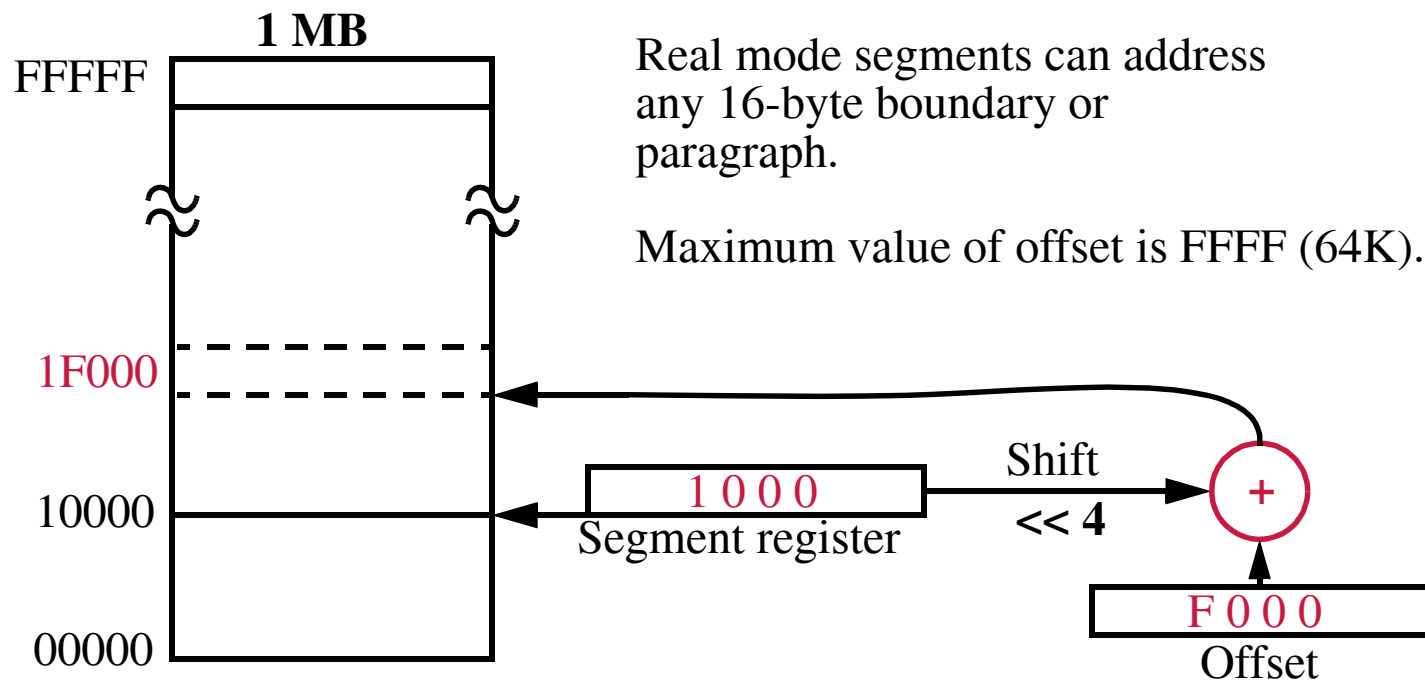 1 MB
FFFFF
Real mode segments can address
any 16-byte boundary or
paragraph.
Maximum value of offset is FFFF (64K).
1F000
Shift
1 0 0 0
+
10000
<< 4
Segment register
F 0 0 0
00000
Offset